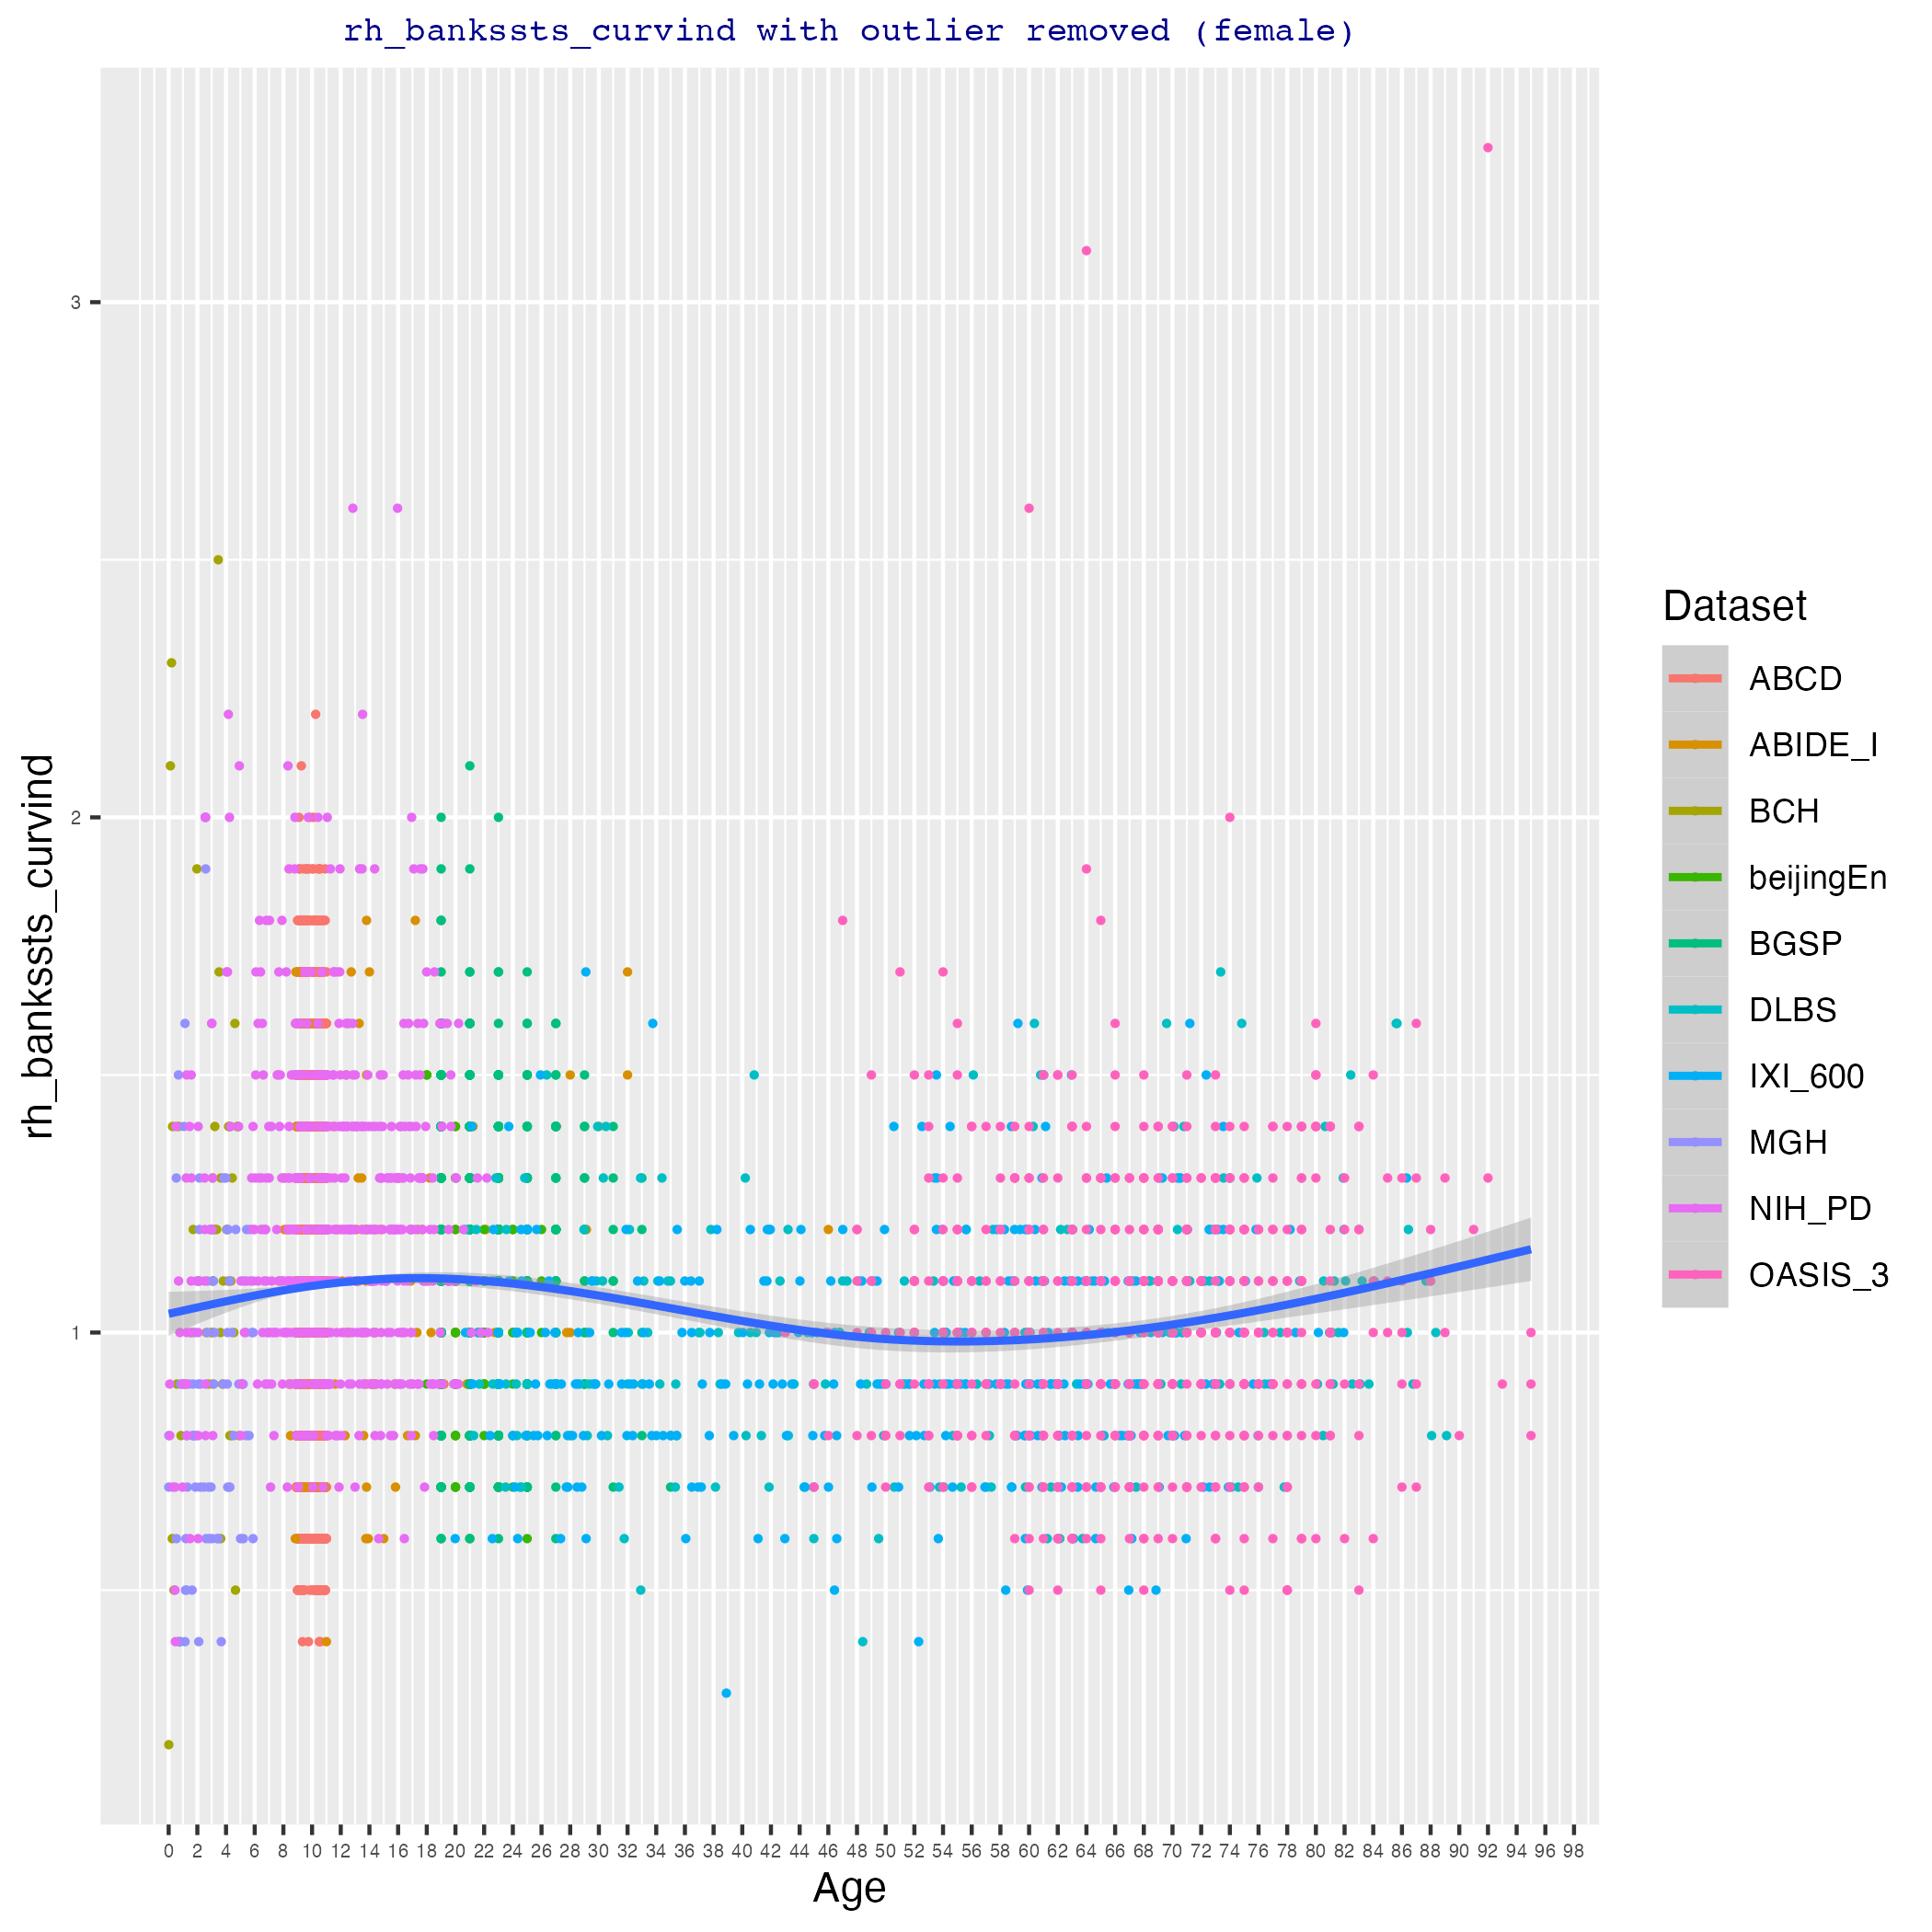 rh_bankssts_curvind with outlier removed (female)
rh_bankssts_curvind
3
2
1
0 2 4 6 8 10 12 14 16 18 20 22 24 26 28 30 32 34 36 38 40 42 44 46 48 50 52 54 56 58 60 62 64 66 68 70 72 74 76 78 80 82 84 86 88 90 92 94 96 98
Age
Dataset
ABCD
ABIDE_I
BCH
beijingEn
BGSP
DLBS
IXI_600
MGH
NIH_PD
OASIS_3